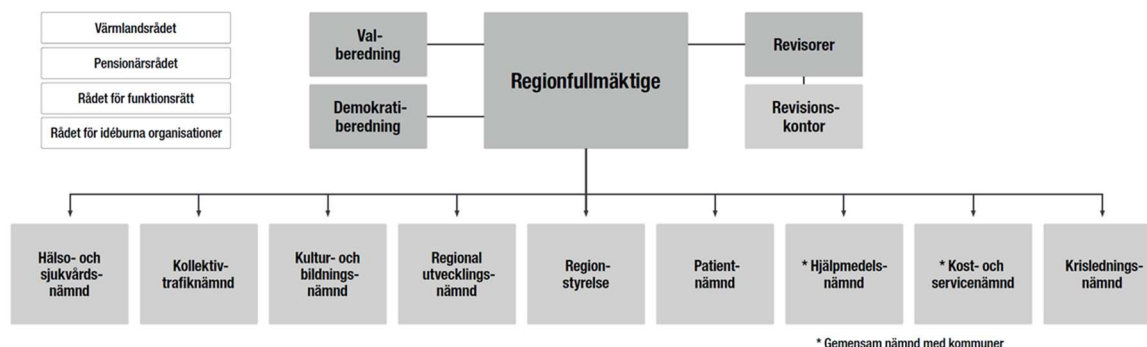 Värmlandsrådet
Pensionärsrådet
Rådet för funktionsrätt
Rådet för idéburna organisationer
Val-
beredning
Demokrati-
beredning
Regionfullmäktige
Revisorer
Revisions-
kontor
Hälso- och
sjukvårds-
nämnd
Kollektiv-
trafiknämnd
Kultur- och
bildnings-
nämnd
Regional
utvecklings-
nämnd
Region-
styrelse
Patient-
nämnd
* Hjälpmedels-
nämnd
* Kost- och
servicenämnd
Krislednings-
nämnd
* Gemensam nämnd med kommuner